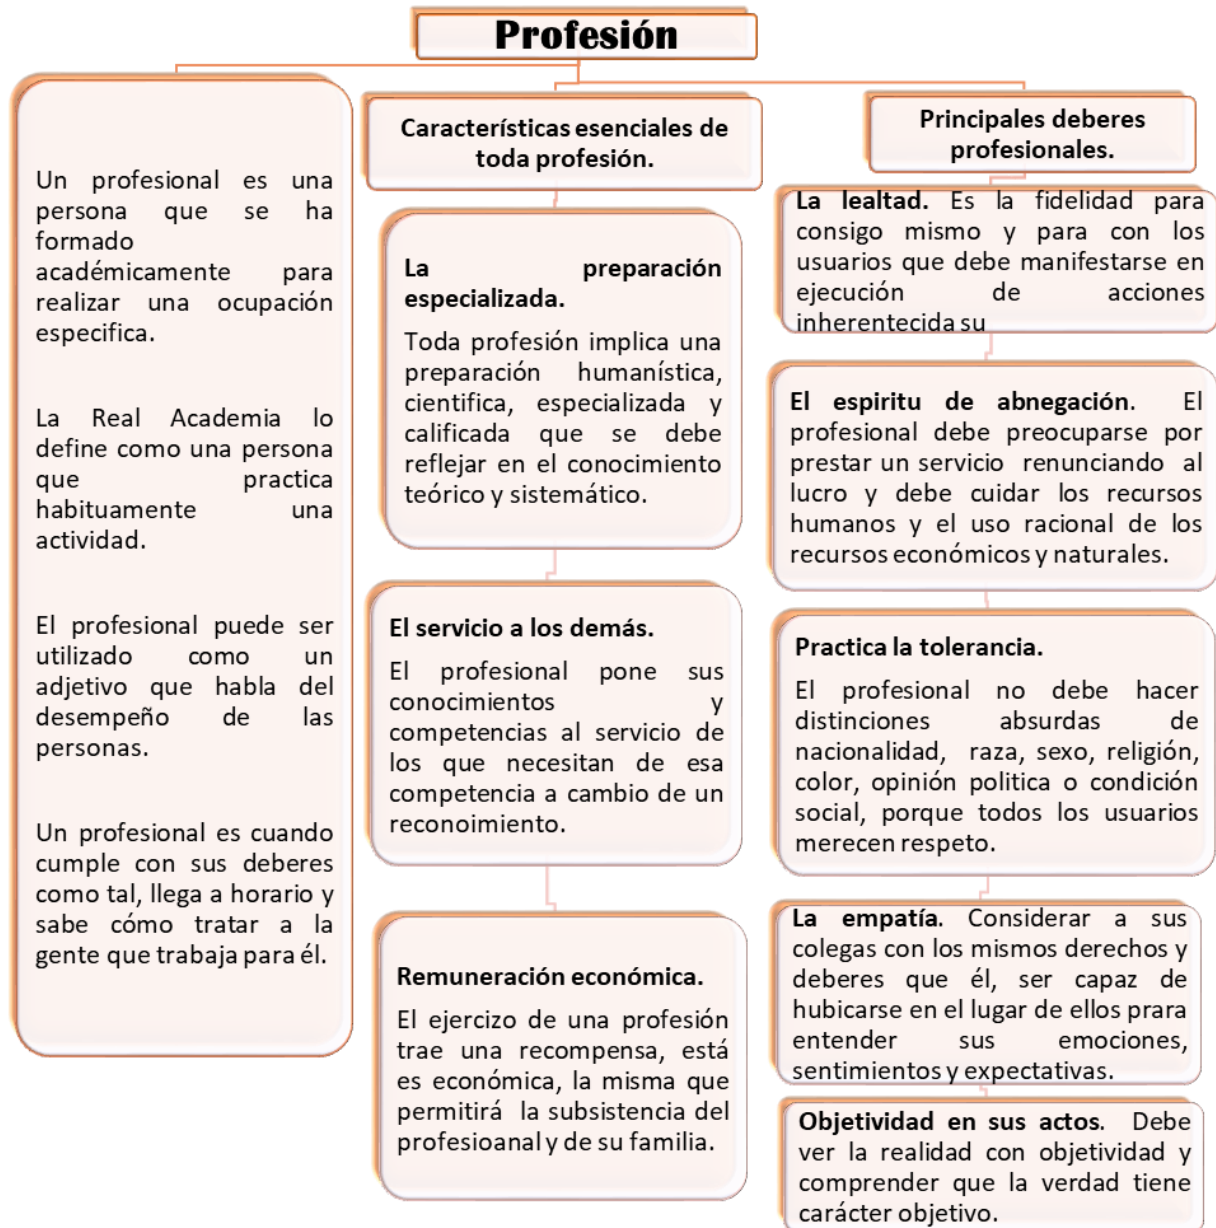 Profesión
Un profesional es una
persona que se ha
formado
académicamente para
realizar una ocupación
especifica.
La Real Academia lo
define como una persona
que practica
habituamente una
actividad.
El profesional puede ser
utilizado como un
adjetivo que habla del
desempeño de las
personas.
Un profesional es cuando
cumple con sus deberes
como tal, llega a horario y
sabe cómo tratar a la
gente que trabaja para él.
Características esenciales de
toda profesión.
La preparación
especializada.
Toda profesión implica una
preparación humanística,
cientifica, especializada y
calificada que se debe
reflejar en el conocimiento
teórico y sistemático.
El servicio a los demás.
El profesional pone sus
conocimientos y
competencias al servicio de
los que necesitan de esa
competencia a cambio de un
reconoimiento.
Remuneración económica.
El ejercizo de una profesión
trae una recompensa, está
es económica, la misma que
permitirá la subsistencia del
profesioanal y de su familia.
Principales deberes
profesionales.
La lealtad. Es la fidelidad para
consigo mismo y para con los
usuarios que debe manifestarse en
ejecución de acciones
inherentecida su
El espiritu de abnegación. El
profesional debe preocuparse por
prestar un servicio renunciando al
lucro y debe cuidar los recursos
humanos y el uso racional de los
recursos económicos y naturales.
Practica la tolerancia.
El profesional no debe hacer
distinciones absurdas de
nacionalidad, raza, sexo, religión,
color, opinión politica o condición
social, porque todos los usuarios
merecen respeto.
La empatía. Considerar a sus
colegas con los mismos derechos y
deberes que él, ser capaz de
hubicarse en el lugar de ellos prara
entender sus emociones,
sentimientos y expectativas.
Objetividad en sus actos. Debe
ver la realidad con objetividad y
comprender que la verdad tiene
carácter objetivo.